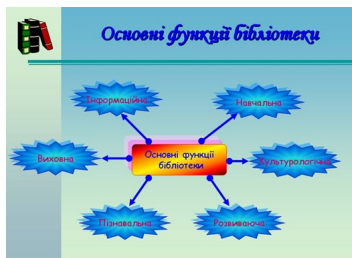 Основні функції бібліотеки
Інформаційна
Навчальна
Виховна
Основні функції
бібліотеки
Культурологічна
Пізнавальна
Розвиваюча